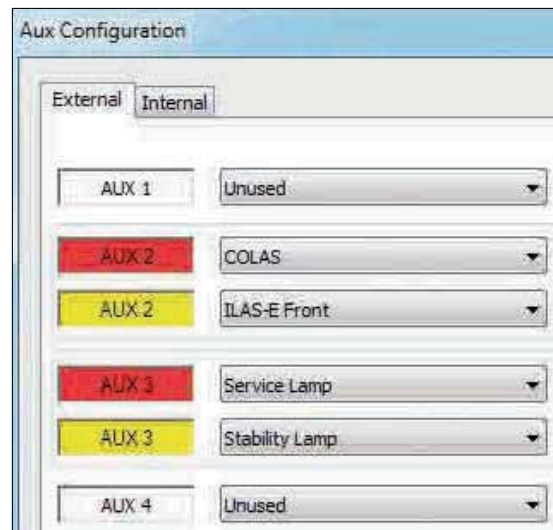 Aux Configuration
External Internal
AUX 1 Unused
AUX 2 COLAS
AUX 2 ILAS-E Front
AUX 3 Service Lamp
AUX 3 Stability Lamp
AUX 4 Unused